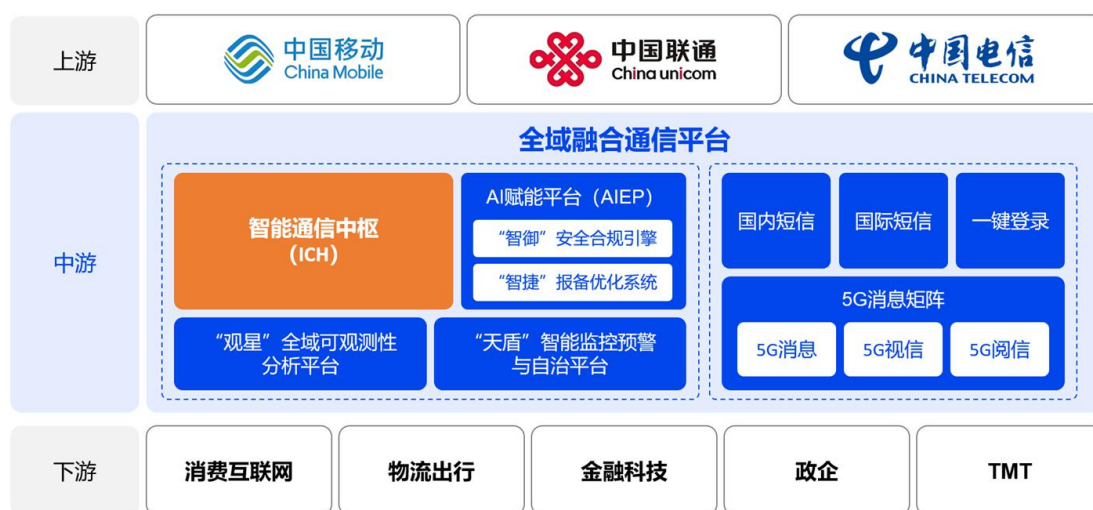 上游
中国移动
China Mobile
中国联通
China unicom
中国电信
CHINA TELECOM
中游
全域融合通信平台
智能通信中枢
（ICH）
AI赋能平台（AIEP）
“智御”安全合规引擎
“智捷”报备优化系统
“观星”全域可观测性
分析平台
“天盾”智能监控预警
与自治平台
国内短信
国际短信
一键登录
5G消息矩阵
5G消息
5G视信
5G阅信
下游
消费互联网
物流出行
金融科技
政企
TMT